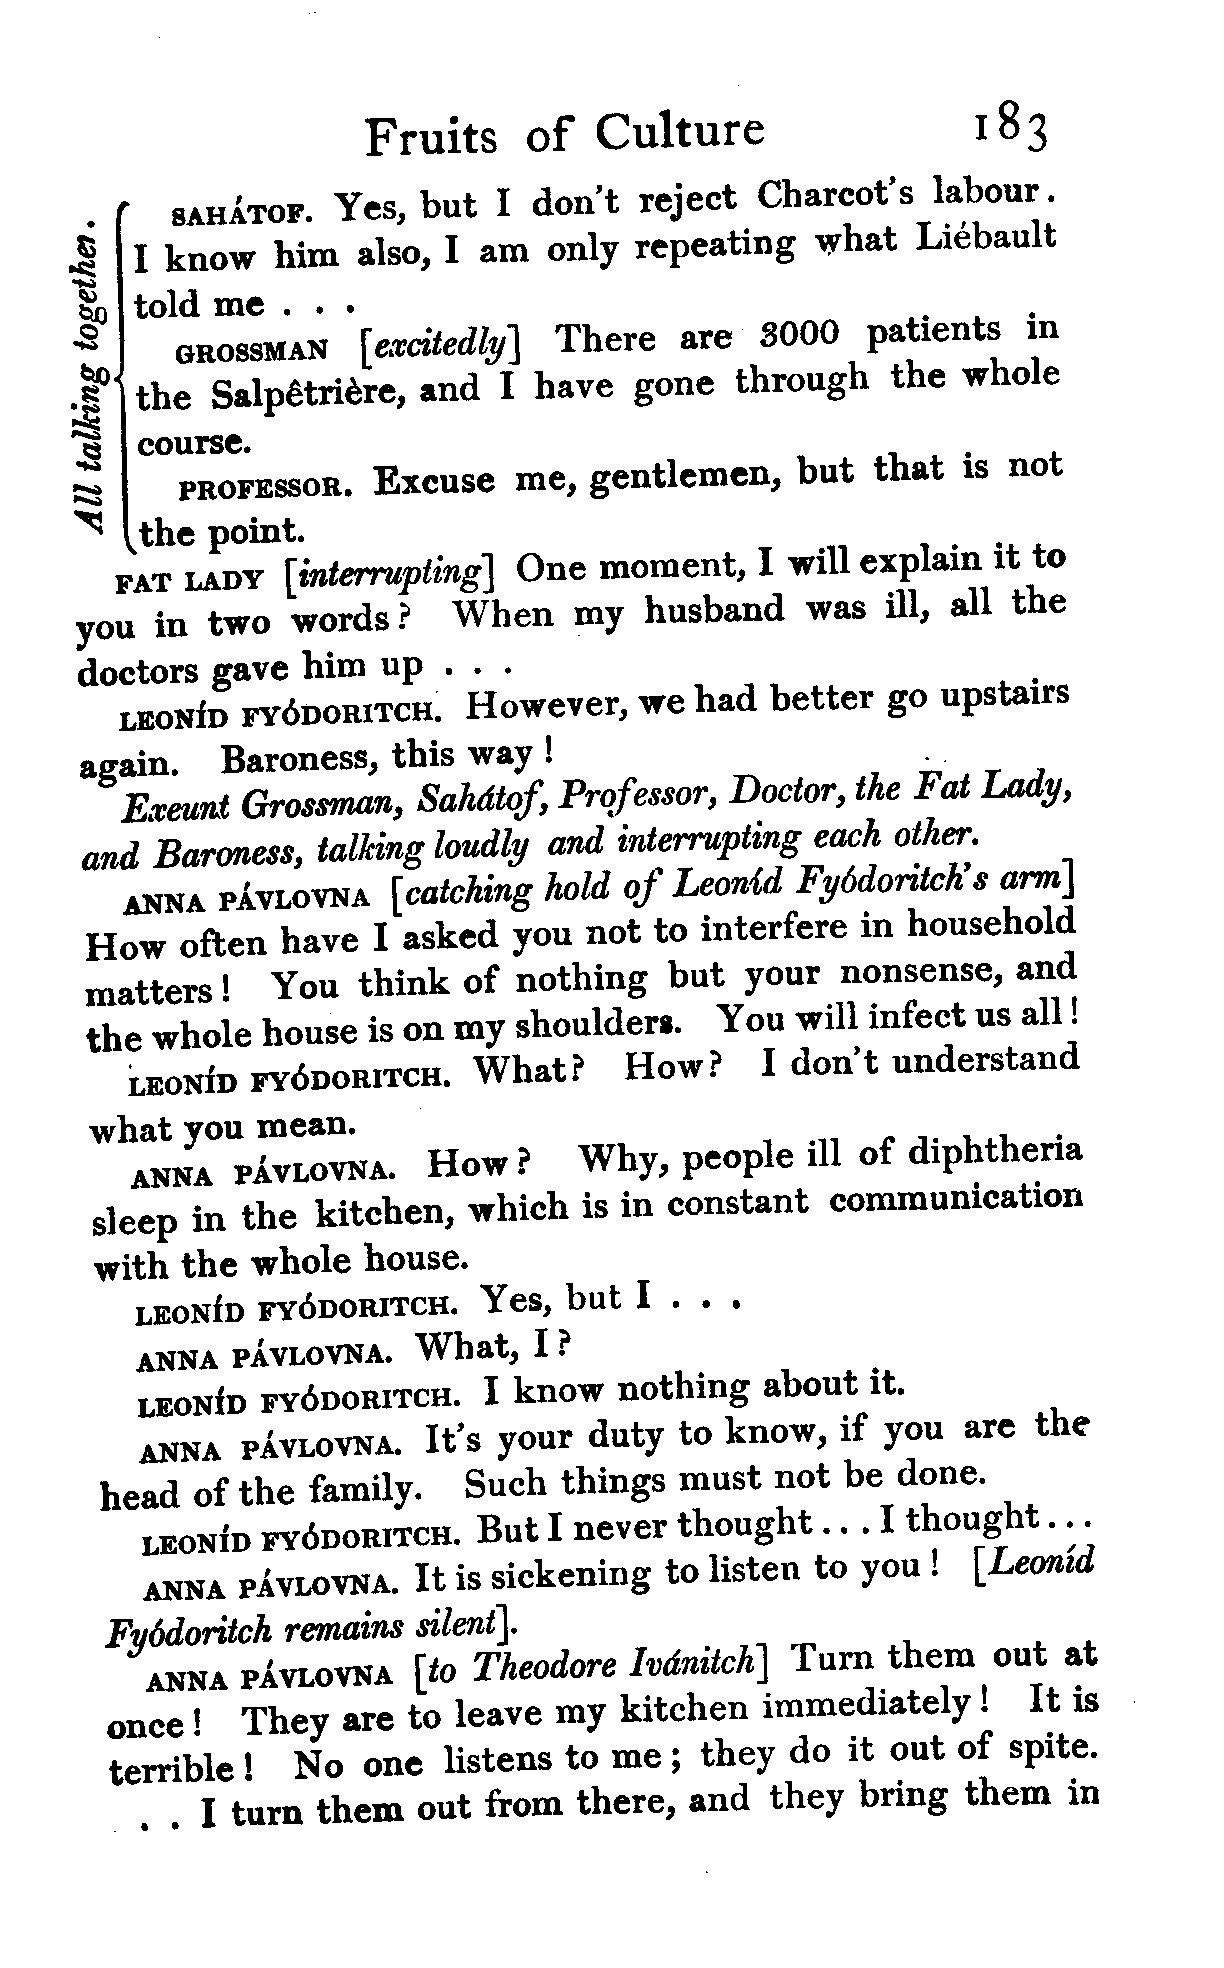 Fruits of Culture 183
All talking together.
SAHÁTOF. Yes, but I don't reject Charcot's labour.
I know him also, I am only repeating what Liébault
told me . . .
GROSSMAN [excitedly] There are 3000 patients in
the Salpêtrière, and I have gone through the whole
course.
PROFESSOR. Excuse me, gentlemen, but that is not
the point.
FAT LADY [interrupting] One moment, I will explain it to
you in two words? When my husband was ill, all the
doctors gave him up . . .
LEONÍD FYÓDORITCH. However, we had better go upstairs
again. Baroness, this way!
Exeunt Grossman, Sahátof, Professor, Doctor, the Fat Lady,
and Baroness, talking loudly and interrupting each other.
ANNA PÁVLOVNA [catching hold of Leoníd Fyódoritch's arm]
How often have I asked you not to interfere in household
matters! You think of nothing but your nonsense, and
the whole house is on my shoulders. You will infect us all!
LEONÍD FYÓDORITCH. What? How? I don't understand
what you mean.
ANNA PÁVLOVNA. How? Why, people ill of diphtheria
sleep in the kitchen, which is in constant communication
with the whole house.
LEONÍD FYÓDORITCH. Yes, but I . . .
ANNA PÁVLOVNA. What, I?
LEONÍD FYÓDORITCH. I know nothing about it.
ANNA PÁVLOVNA. It's your duty to know, if you are the
head of the family. Such things must not be done.
LEONÍD FYÓDORITCH. But I never thought . . . I thought . . .
ANNA PÁVLOVNA. It is sickening to listen to you! [Leoníd
Fyódoritch remains silent].
ANNA PÁVLOVNA [to Theodore Ivánitch] Turn them out at
once! They are to leave my kitchen immediately! It is
terrible! No one listens to me; they do it out of spite.
. . I turn them out from there, and they bring them in